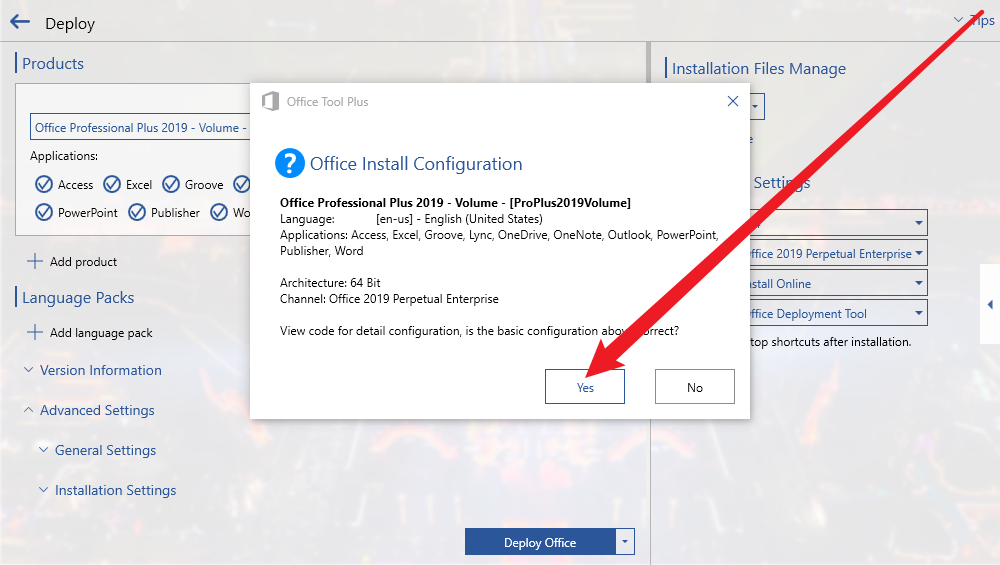 Deploy
Tips
Products
Office Professional Plus 2019 - Volume -
Applications:
Access Excel Groove
PowerPoint Publisher Wo
Add product
Language Packs
Add language pack
Version Information
Advanced Settings
General Settings
Installation Settings
Deploy Office
Office Tool Plus
Office Install Configuration
Office Professional Plus 2019 - Volume - [ProPlus2019Volume]
Language: [en-us] - English (United States)
Applications: Access, Excel, Groove, Lync, OneDrive, OneNote, Outlook, PowerPoint,
Publisher, Word
Architecture: 64 Bit
Channel: Office 2019 Perpetual Enterprise
View code for detail configuration, is the basic configuration above correct?
Yes
No
Installation Files Manage
Settings
ffice 2019 Perpetual Enterprise
stall Online
ffice Deployment Tool
top shortcuts after installation.